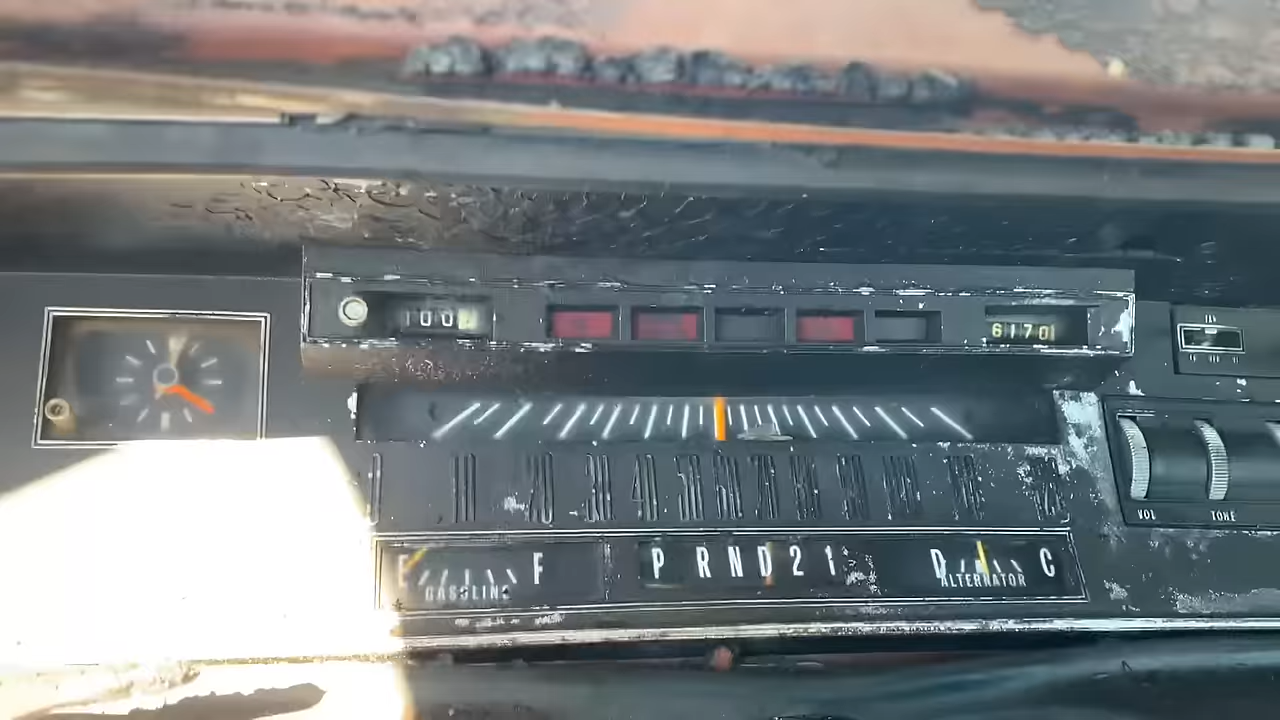 100
61701
10 20 30 40 50 60 70 80 90 100 110 120
VOL TONE
E F P R N D 2 1 D C
GASOLINE ALTERNATOR